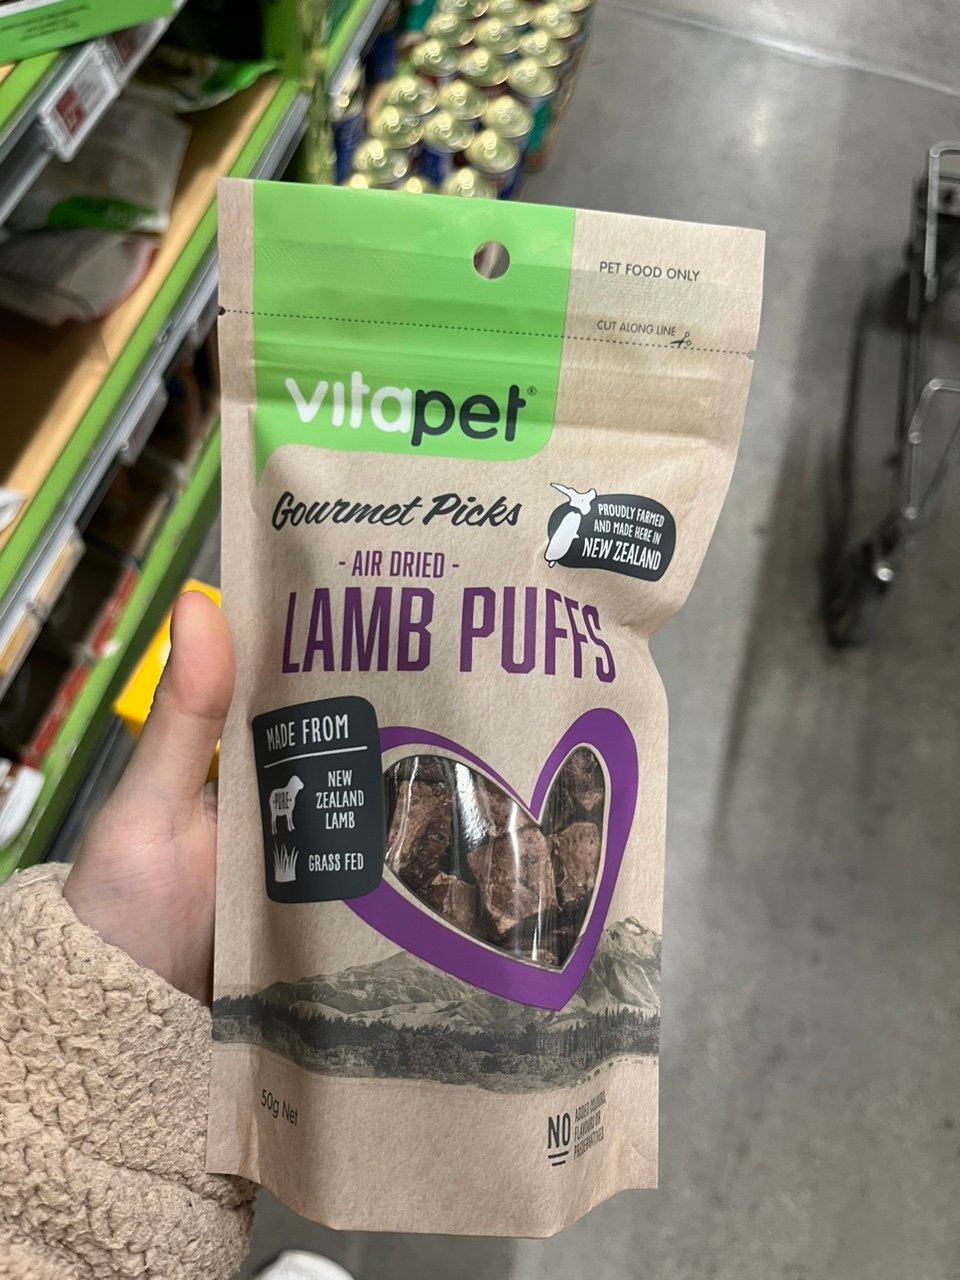 PET FOOD ONLY
CUT ALONG LINE
vitapet®
Gourmet Picks
PROUDLY FARMED
AND MADE HERE IN
NEW ZEALAND
- AIR DRIED -
LAMB PUFFS
MADE FROM
PURE
NEW
ZEALAND
LAMB
GRASS FED
50g Net
NO
ADDED COLOURS,
FLAVOURS OR
PRESERVATIVES